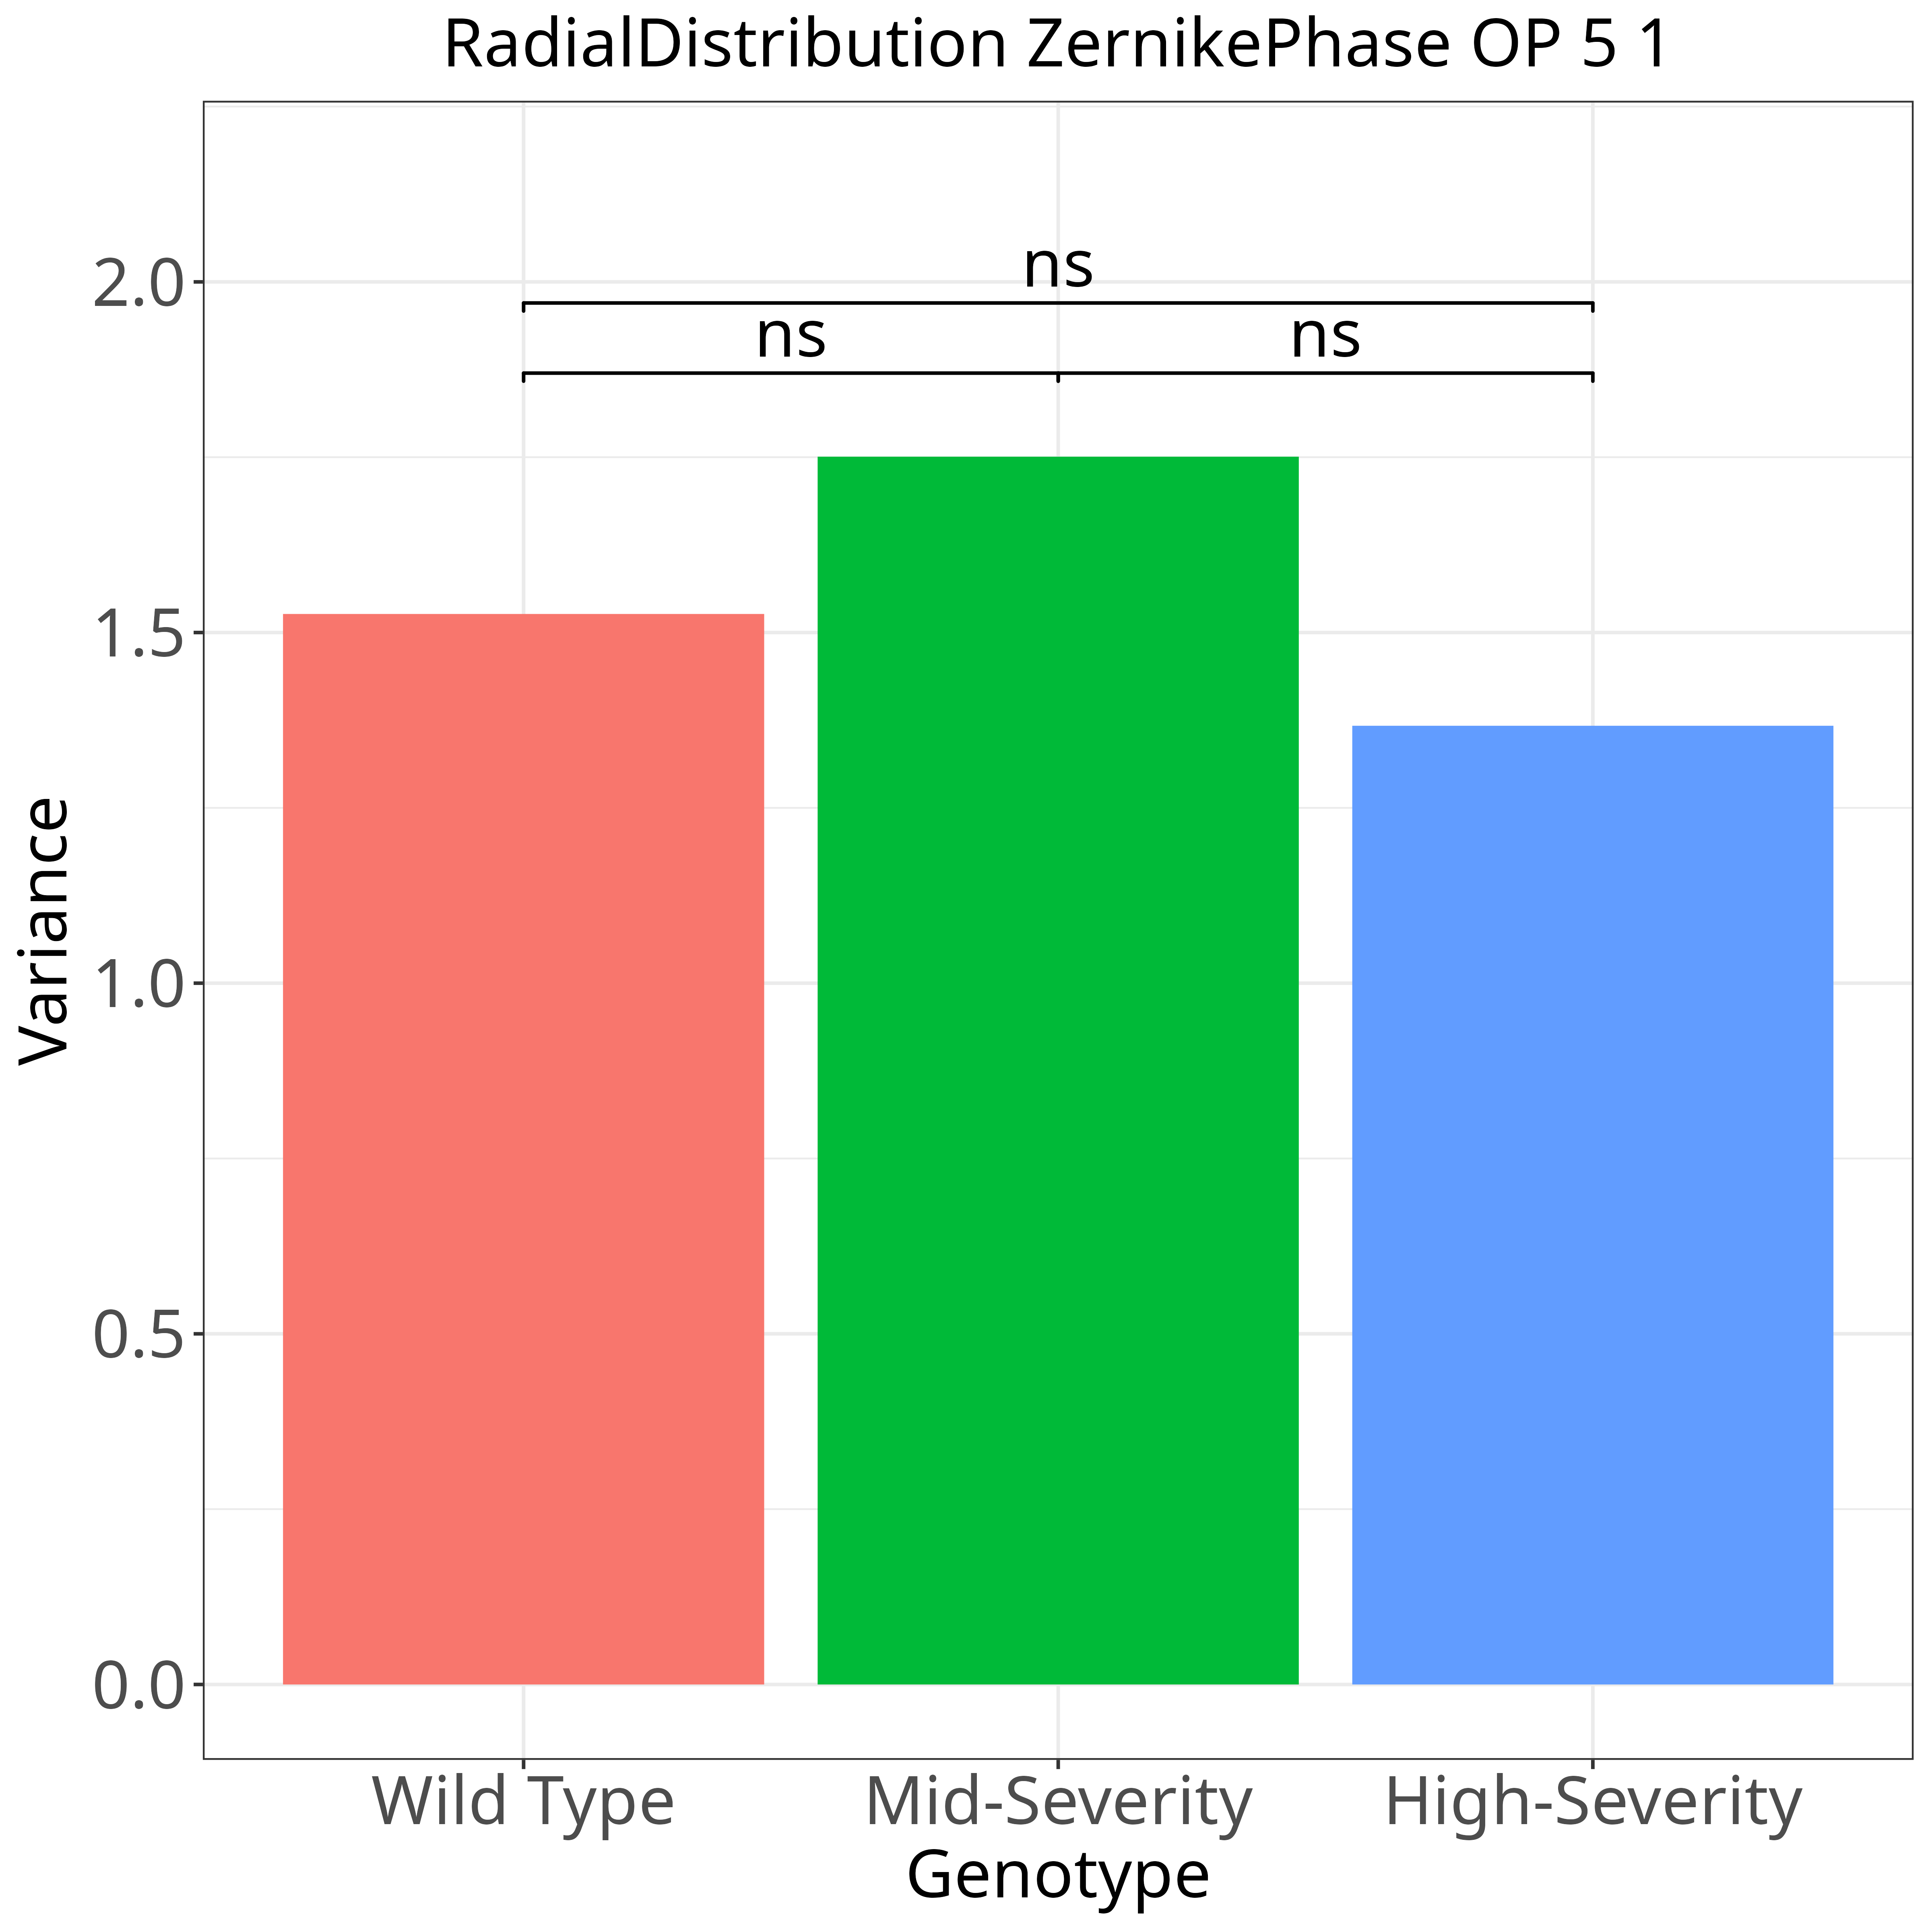 RadialDistribution ZernikePhase OP 5 1
ns
ns ns
2.0
1.5
1.0
0.5
0.0
Variance
Wild Type Mid-Severity High-Severity
Genotype